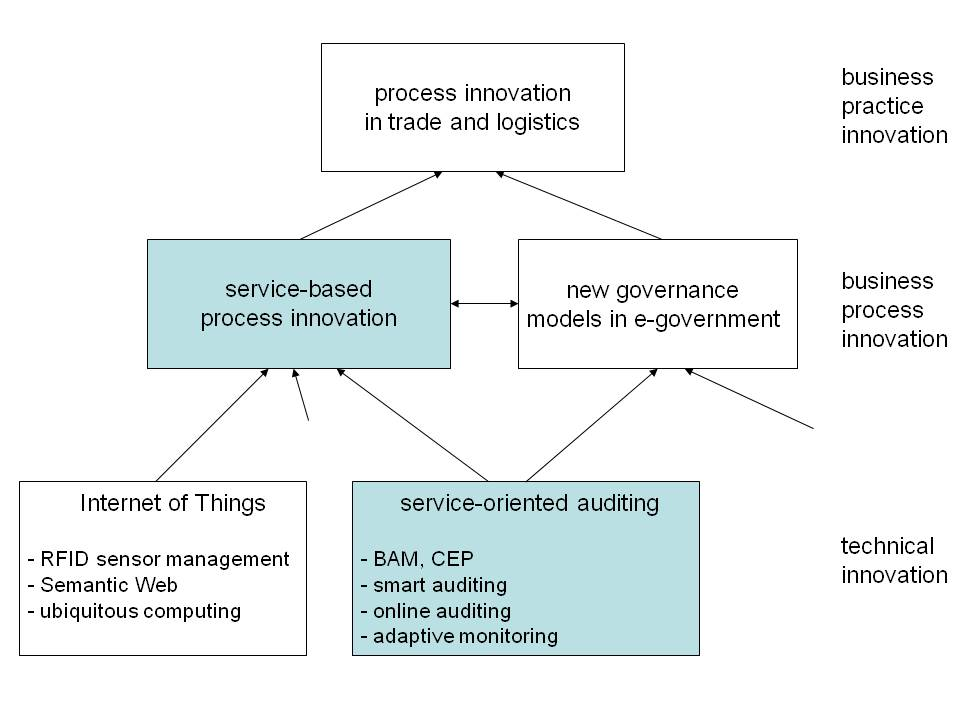 process innovation
in trade and logistics
business
practice
innovation
service-based
process innovation
new governance
models in e-government
business
process
innovation
Internet of Things
- RFID sensor management
- Semantic Web
- ubiquitous computing
service-oriented auditing
- BAM, CEP
- smart auditing
- online auditing
- adaptive monitoring
technical
innovation